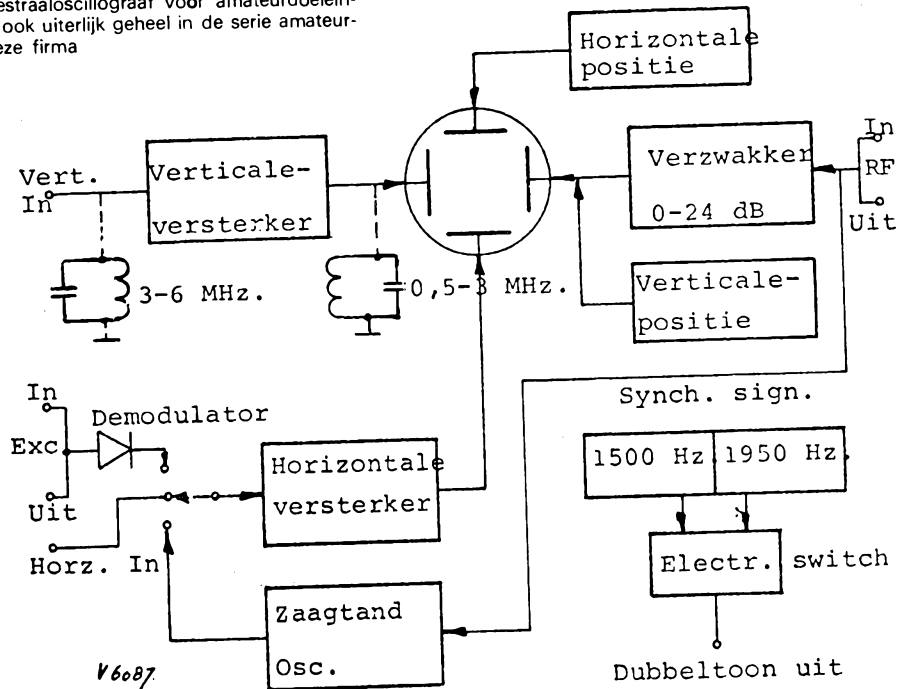 estraaloscillograaf voor amateurdoelein-
ook uiterlijk geheel in de serie amateur-
eze firma
Horizontale
positie
Vert.
In
Verticale-
versterker
Verzwakker
0-24 dB
In
RF
Uit
3-6 MHz.
0,5-3 MHz.
Verticale-
positie
Synch. sign.
In
Exc
Uit
Demodulator
Horz. In
Horizontale
versterker
1500 Hz
1950 Hz.
Electr. switch
Zaagtand
Osc.
Dubbeltoon uit
V6087.